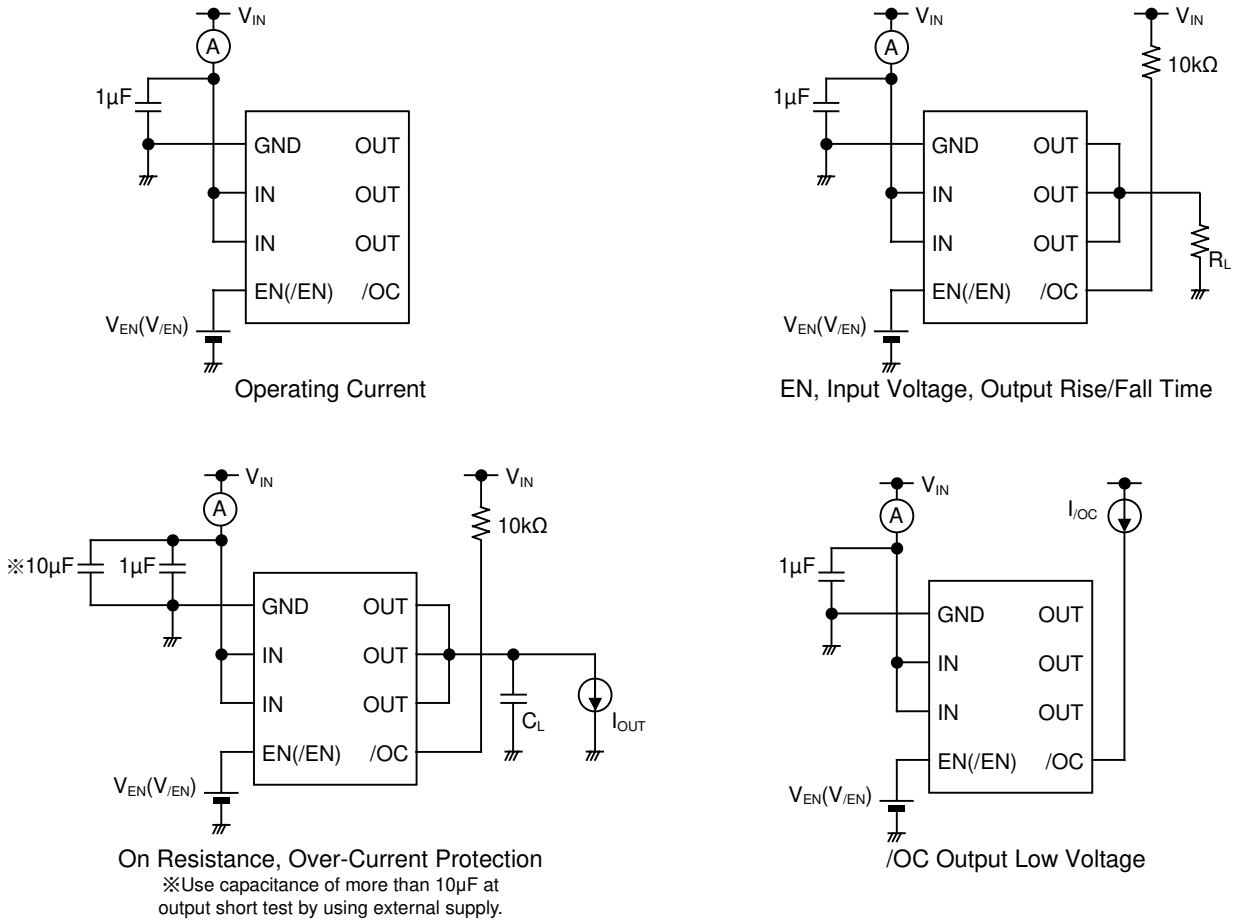 V_IN
A
1µF
GND OUT
IN OUT
IN OUT
EN(/EN) /OC
V_EN(V_/EN)
Operating Current
V_IN
V_IN
A
10kΩ
1µF
GND OUT
IN OUT
IN OUT
R_L
EN(/EN) /OC
V_EN(V_/EN)
EN, Input Voltage, Output Rise/Fall Time
V_IN
V_IN
A
10kΩ
※10µF 1µF
GND OUT
IN OUT
IN OUT
C_L
I_OUT
EN(/EN) /OC
V_EN(V_/EN)
On Resistance, Over-Current Protection
※Use capacitance of more than 10µF at
output short test by using external supply.
V_IN
I_/OC
A
1µF
GND OUT
IN OUT
IN OUT
EN(/EN) /OC
V_EN(V_/EN)
/OC Output Low Voltage